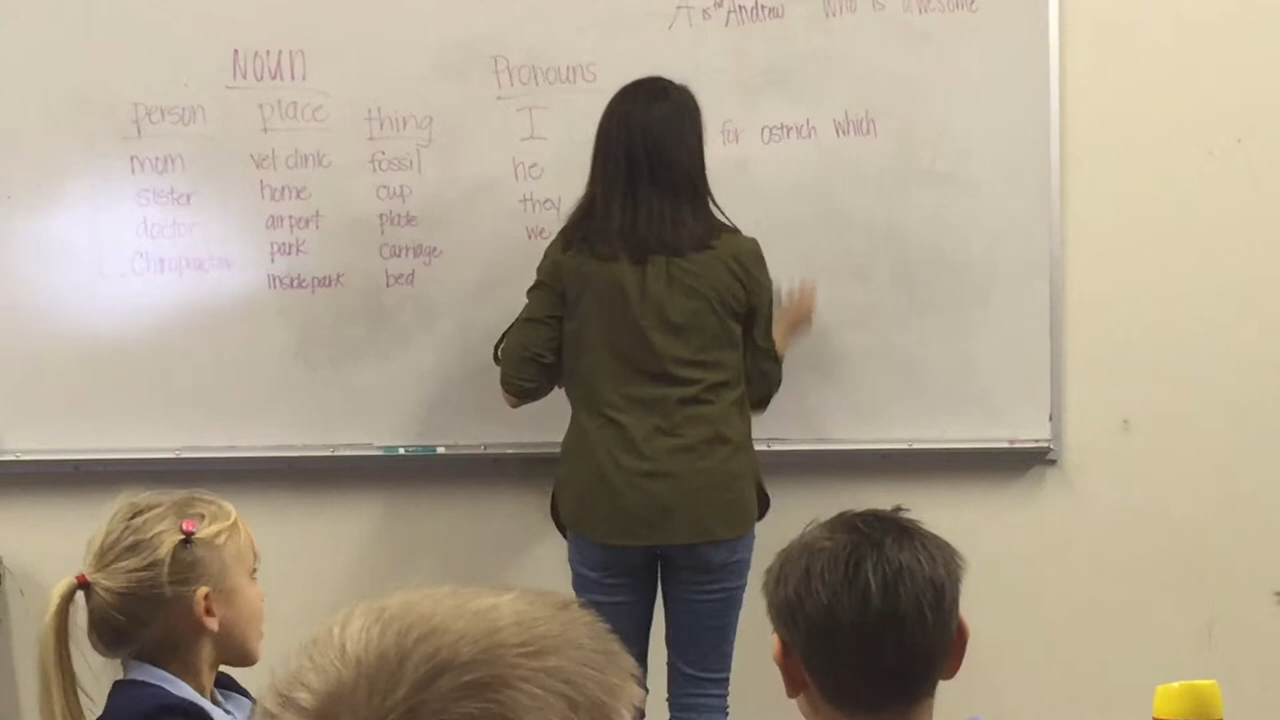 A is for Andrew who is awesome
Noun
Pronouns
person place thing
I
for ostrich which
mom vet clinic fossil
he
sister home cup
they
doctor airport plate
we
Chiropractor park carriage
inside park bed